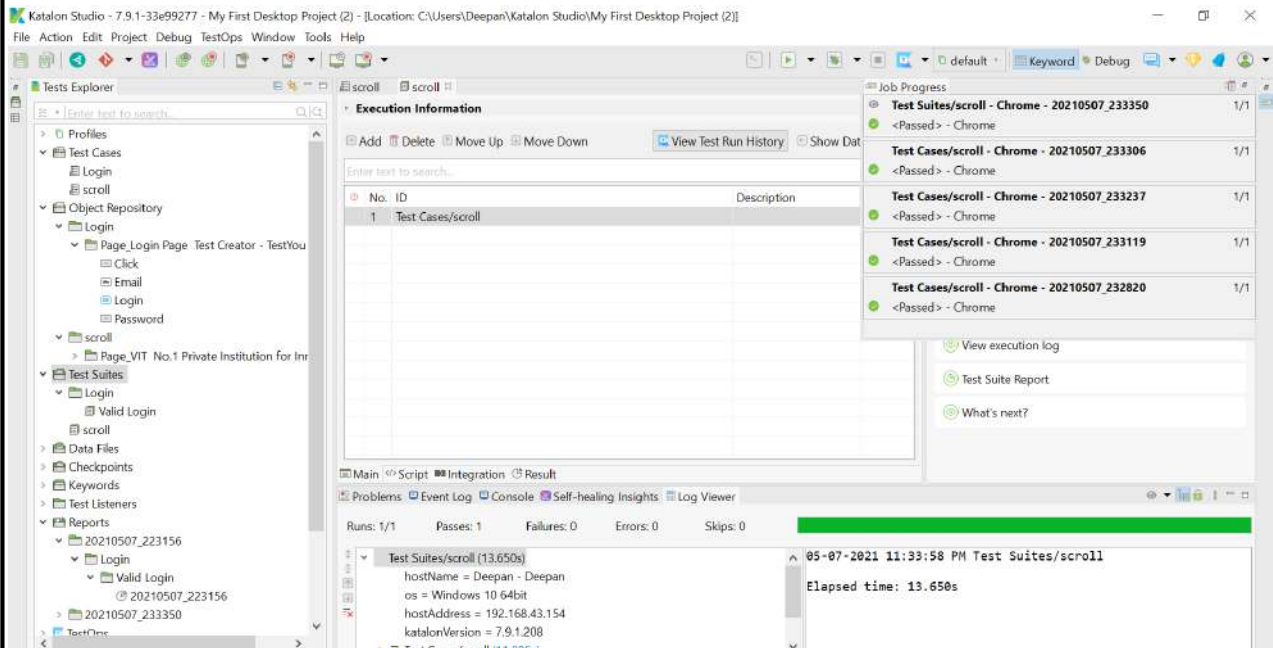 Katalon Studio - 7.9.1-33e99277 - My First Desktop Project (2) - [Location: C:\Users\Deepan\Katalon Studio\My First Desktop Project (2)]
File Action Edit Project Debug TestOps Window Tools Help
default Keyword Debug
Tests Explorer
Enter text to search...
Profiles
Test Cases
Login
scroll
Object Repository
Login
Page_Login Page Test Creator - TestYou
Click
Email
Login
Password
scroll
Page_VIT No.1 Private Institution for Inr
Test Suites
Login
Valid Login
scroll
Data Files
Checkpoints
Keywords
Test Listeners
Reports
20210507_223156
Login
Valid Login
20210507_223156
20210507_233350
TestOps
scroll scroll
Execution Information
Add Delete Move Up Move Down View Test Run History Show Dat
Enter text to search...
No. ID Description
1 Test Cases/scroll
Main Script Integration Result
Job Progress
Test Suites/scroll - Chrome - 20210507_233350 1/1
<Passed> - Chrome
Test Cases/scroll - Chrome - 20210507_233306 1/1
<Passed> - Chrome
Test Cases/scroll - Chrome - 20210507_233237 1/1
<Passed> - Chrome
Test Cases/scroll - Chrome - 20210507_233119 1/1
<Passed> - Chrome
Test Cases/scroll - Chrome - 20210507_232820 1/1
<Passed> - Chrome
View execution log
Test Suite Report
What's next?
Problems Event Log Console Self-healing Insights Log Viewer
Runs: 1/1 Passes: 1 Failures: 0 Errors: 0 Skips: 0
Test Suites/scroll (13.650s)
hostName = Deepan - Deepan
os = Windows 10 64bit
hostAddress = 192.168.43.154
katalonVersion = 7.9.1.208
05-07-2021 11:33:58 PM Test Suites/scroll
Elapsed time: 13.650s